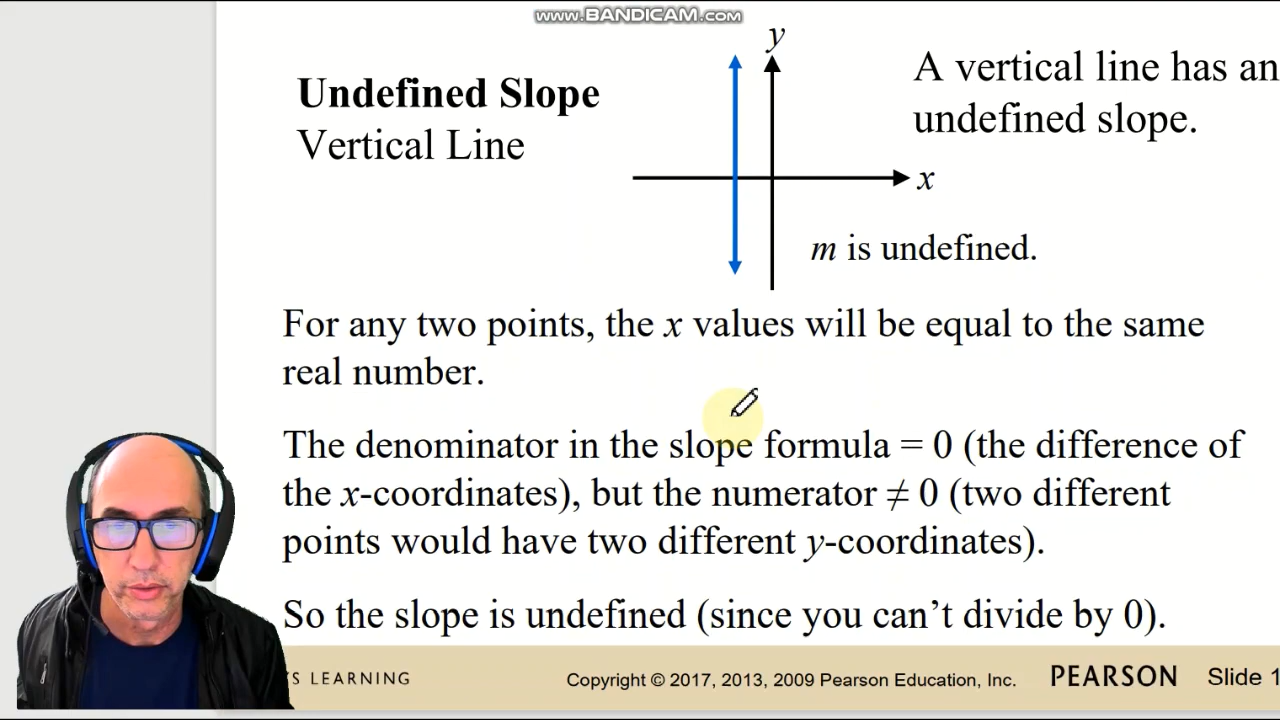 www.BANDICAM.com
y
Undefined Slope
Vertical Line
A vertical line has an
undefined slope.
x
m is undefined.
For any two points, the x values will be equal to the same
real number.
The denominator in the slope formula = 0 (the difference of
the x-coordinates), but the numerator ≠ 0 (two different
points would have two different y-coordinates).
So the slope is undefined (since you can’t divide by 0).
S LEARNING
Copyright © 2017, 2013, 2009 Pearson Education, Inc.
PEARSON
Slide 1